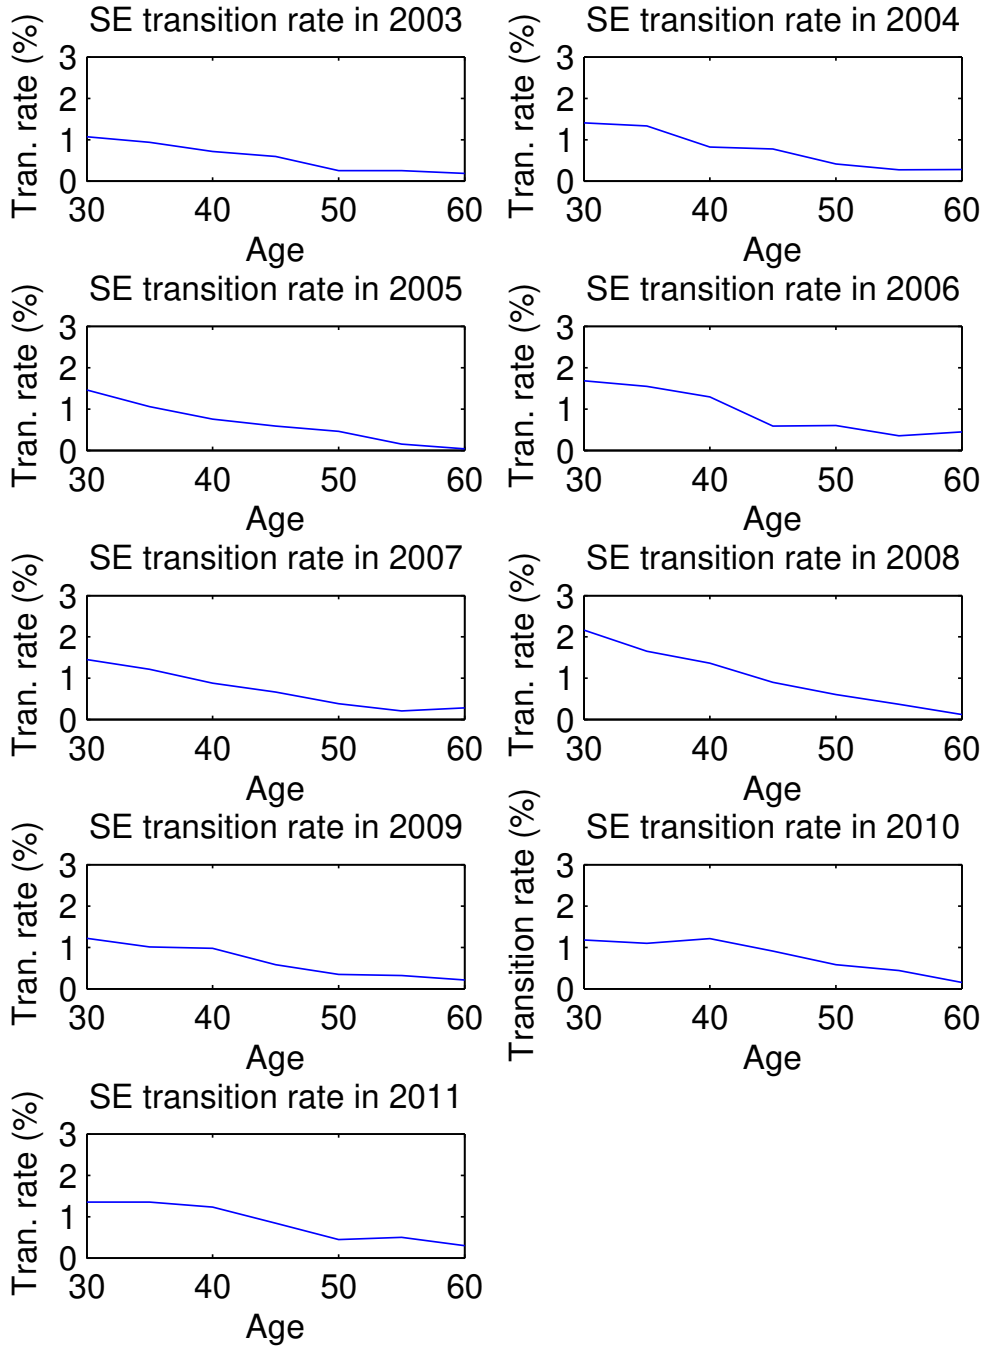 SE transition rate in 2003
Tran. rate (%)
3
2
1
0
30 40 50 60
Age
SE transition rate in 2004
Tran. rate (%)
3
2
1
0
30 40 50 60
Age
SE transition rate in 2005
Tran. rate (%)
3
2
1
0
30 40 50 60
Age
SE transition rate in 2006
Tran. rate (%)
3
2
1
0
30 40 50 60
Age
SE transition rate in 2007
Tran. rate (%)
3
2
1
0
30 40 50 60
Age
SE transition rate in 2008
Tran. rate (%)
3
2
1
0
30 40 50 60
Age
SE transition rate in 2009
Tran. rate (%)
3
2
1
0
30 40 50 60
Age
SE transition rate in 2010
Transition rate (%)
3
2
1
0
30 40 50 60
Age
SE transition rate in 2011
Tran. rate (%)
3
2
1
0
30 40 50 60
Age